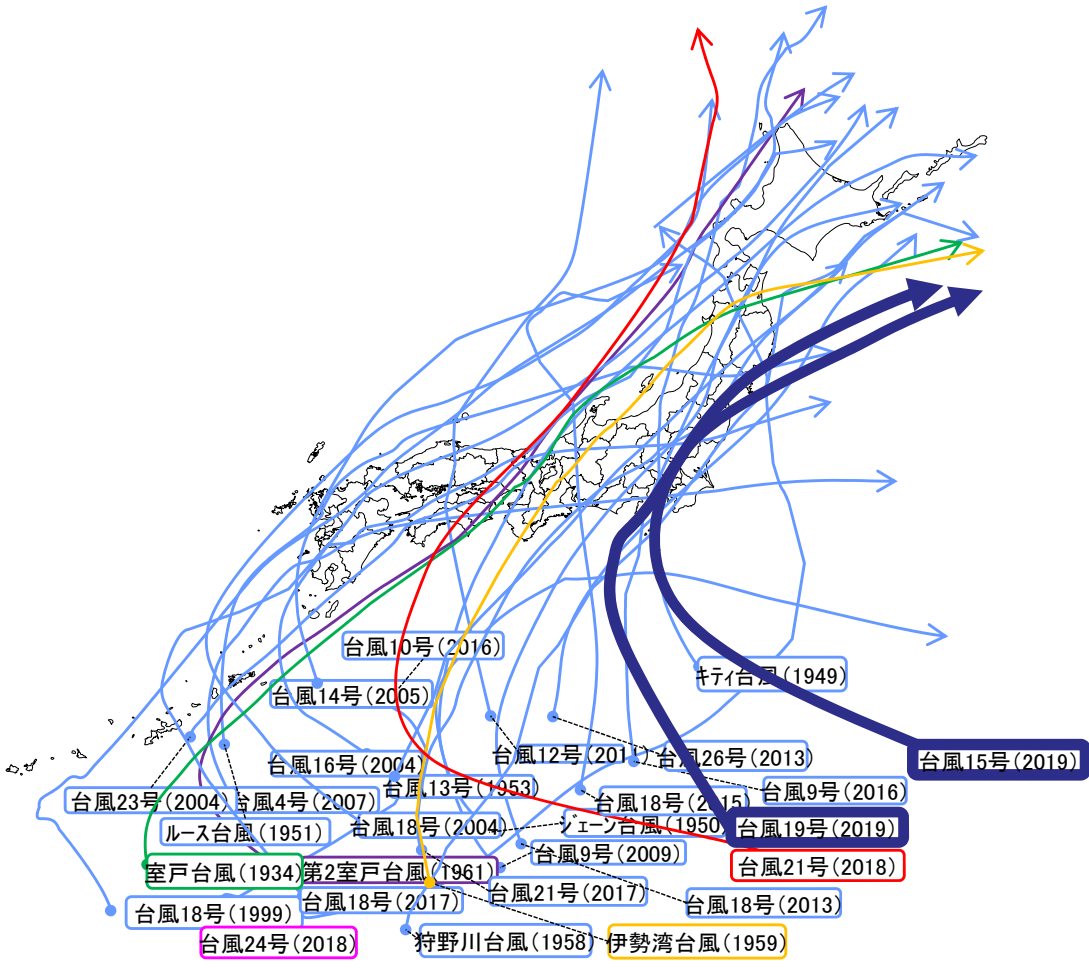 台風10号(2016)
キティ台風(1949)
台風14号(2005)
台風12号(201
台風26号(2013)
台風15号(2019)
台風16号(2004)
台風13号(1953)
台風9号(2016)
台風23号(2004)
台風4号(2007)
台風18号(2015)
ルース台風(1951)
台風18号(2004
ジェーン台風(1950)
台風19号(2019)
台風9号(2009)
台風21号(2018)
室戸台風(1934)
第2室戸台風(1961)
台風21号(2017)
台風18号(2013)
台風18号(1999)
台風18号(2017)
台風24号(2018)
狩野川台風(1958)
伊勢湾台風(1959)